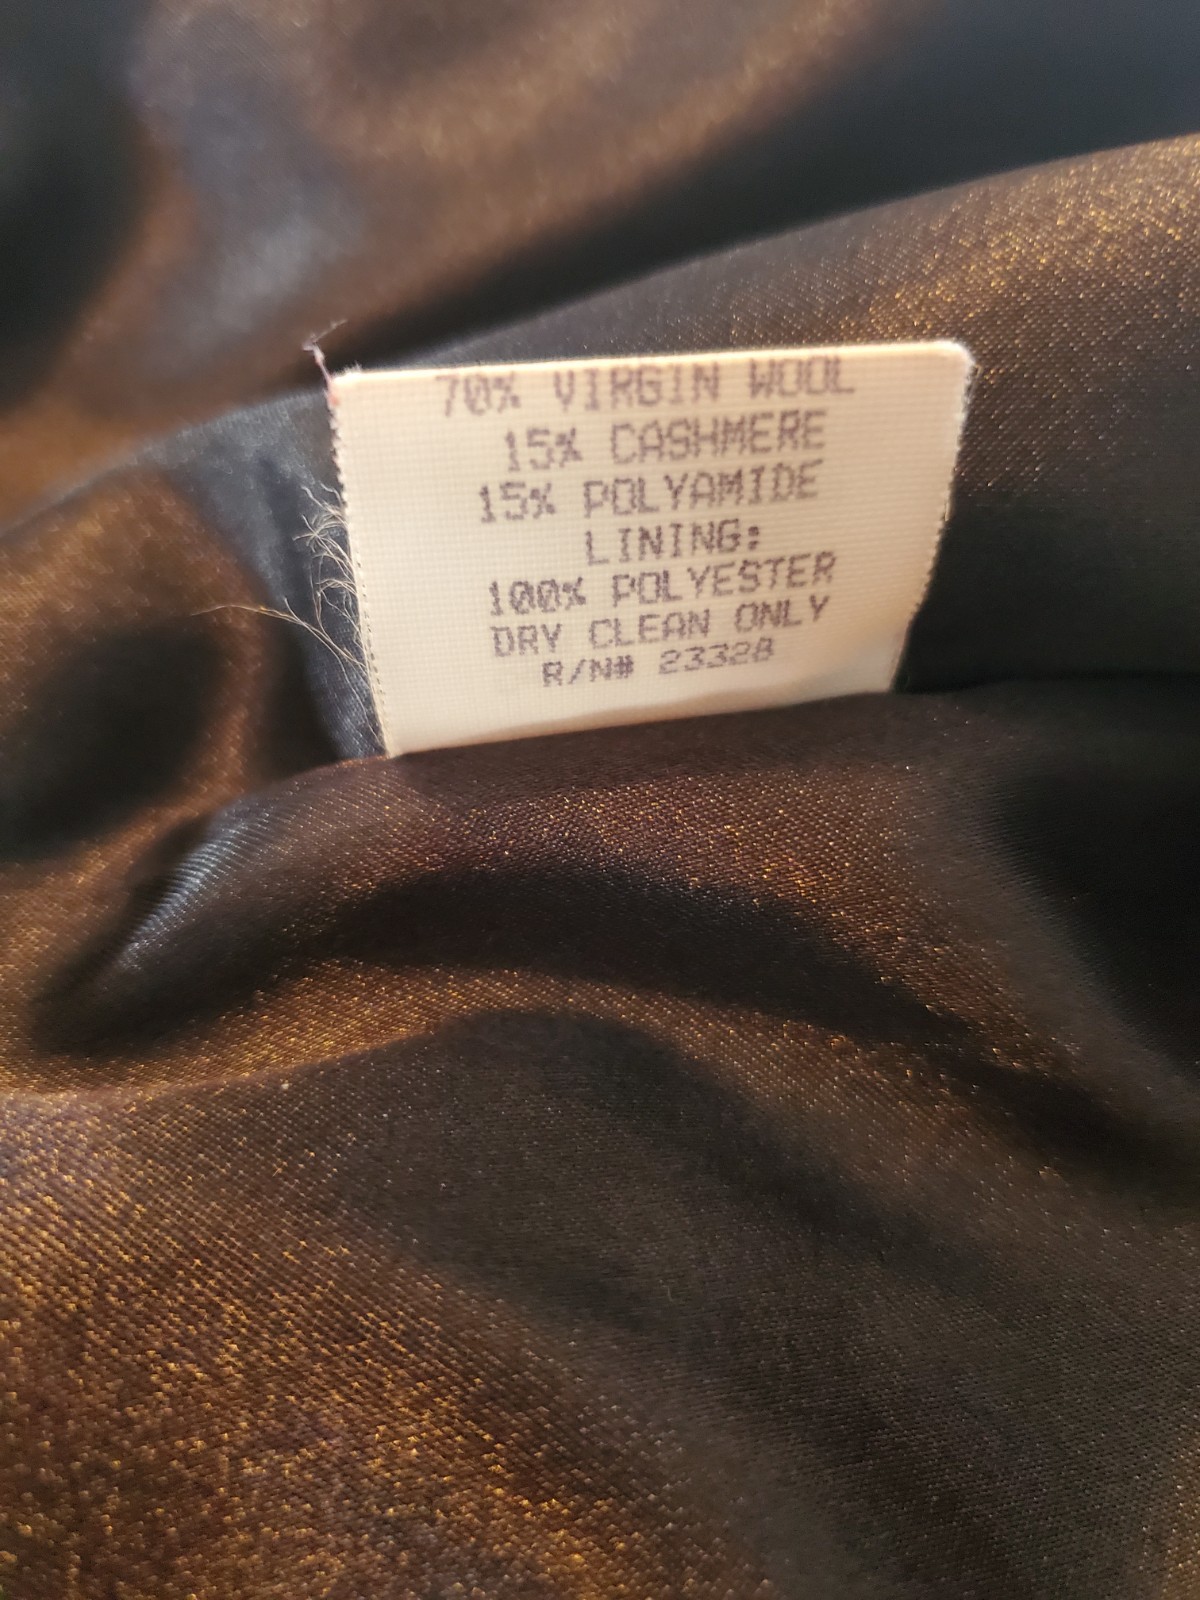 70% VIRGIN WOOL
15% CASHMERE
15% POLYAMIDE
LINING:
100% POLYESTER
DRY CLEAN ONLY
R/N# 23328